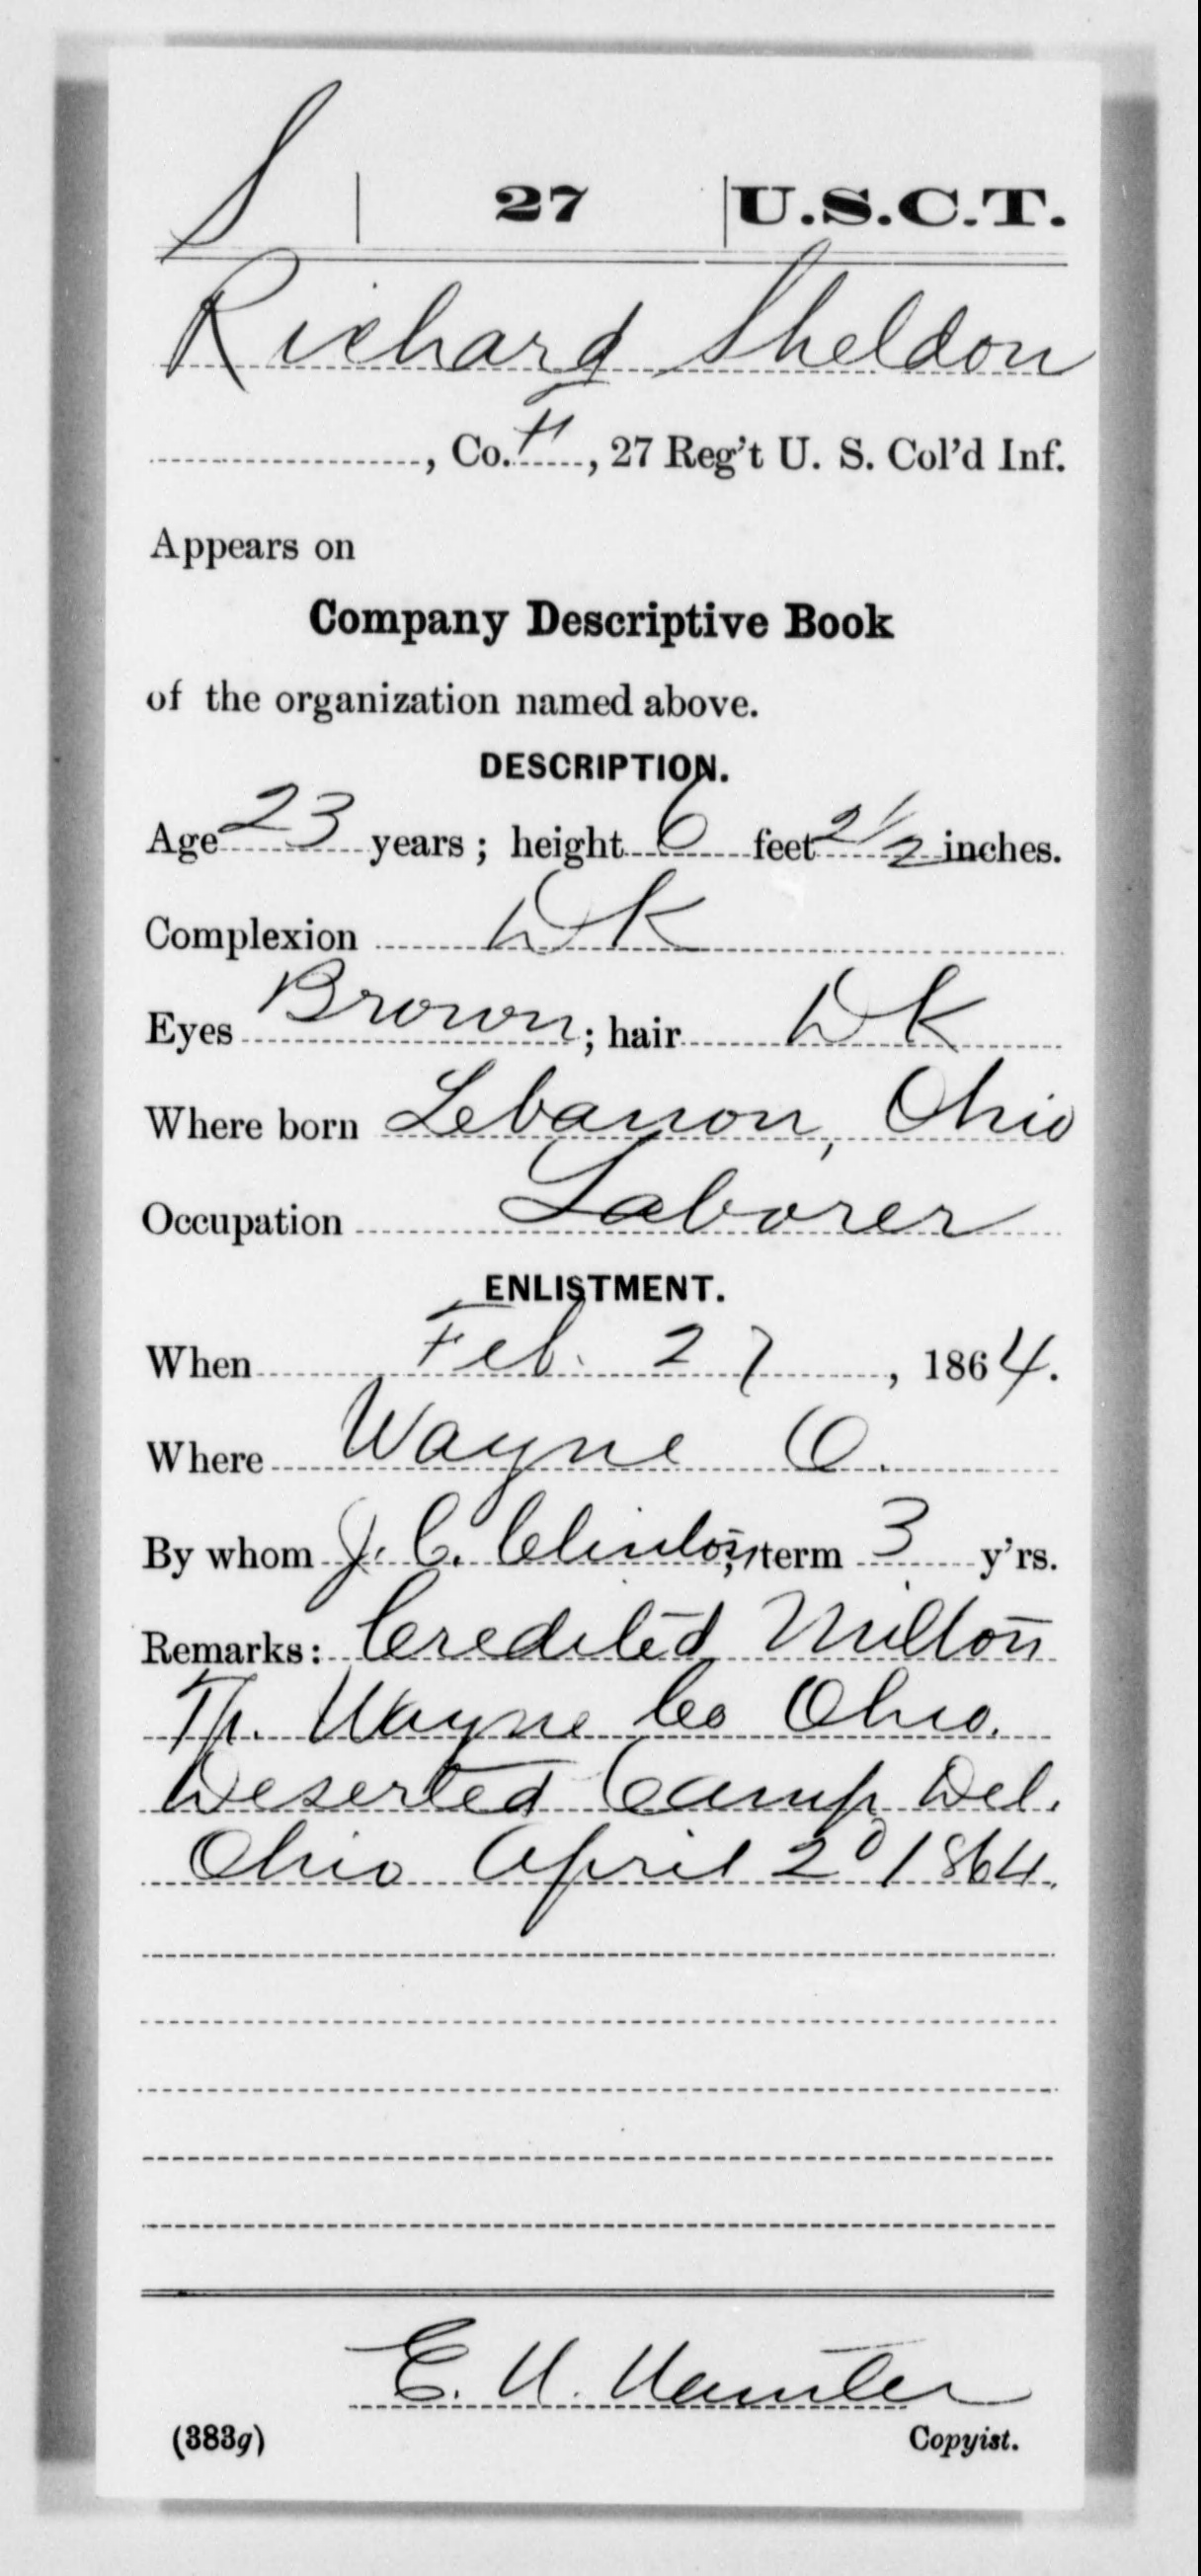 S | 27 | U.S.C.T.
Richard Sheldon
, Co. H, 27 Reg't U. S. Col'd Inf.
Appears on
Company Descriptive Book
of the organization named above.
DESCRIPTION.
Age 23 years; height 6 feet 2 1/2 inches.
Complexion Dk
Eyes Brown; hair Dk
Where born Lebanon, Ohio
Occupation Laborer
ENLISTMENT.
When Feb. 27, 1864.
Where Wayne O.
By whom J. C. Clinton; term 3 y'rs.
Remarks: Credited Milton
Tp. Wayne Co Ohio.
Deserted Camp Del.
Ohio April 2d 1864.
E. U.
(383g) Copyist.